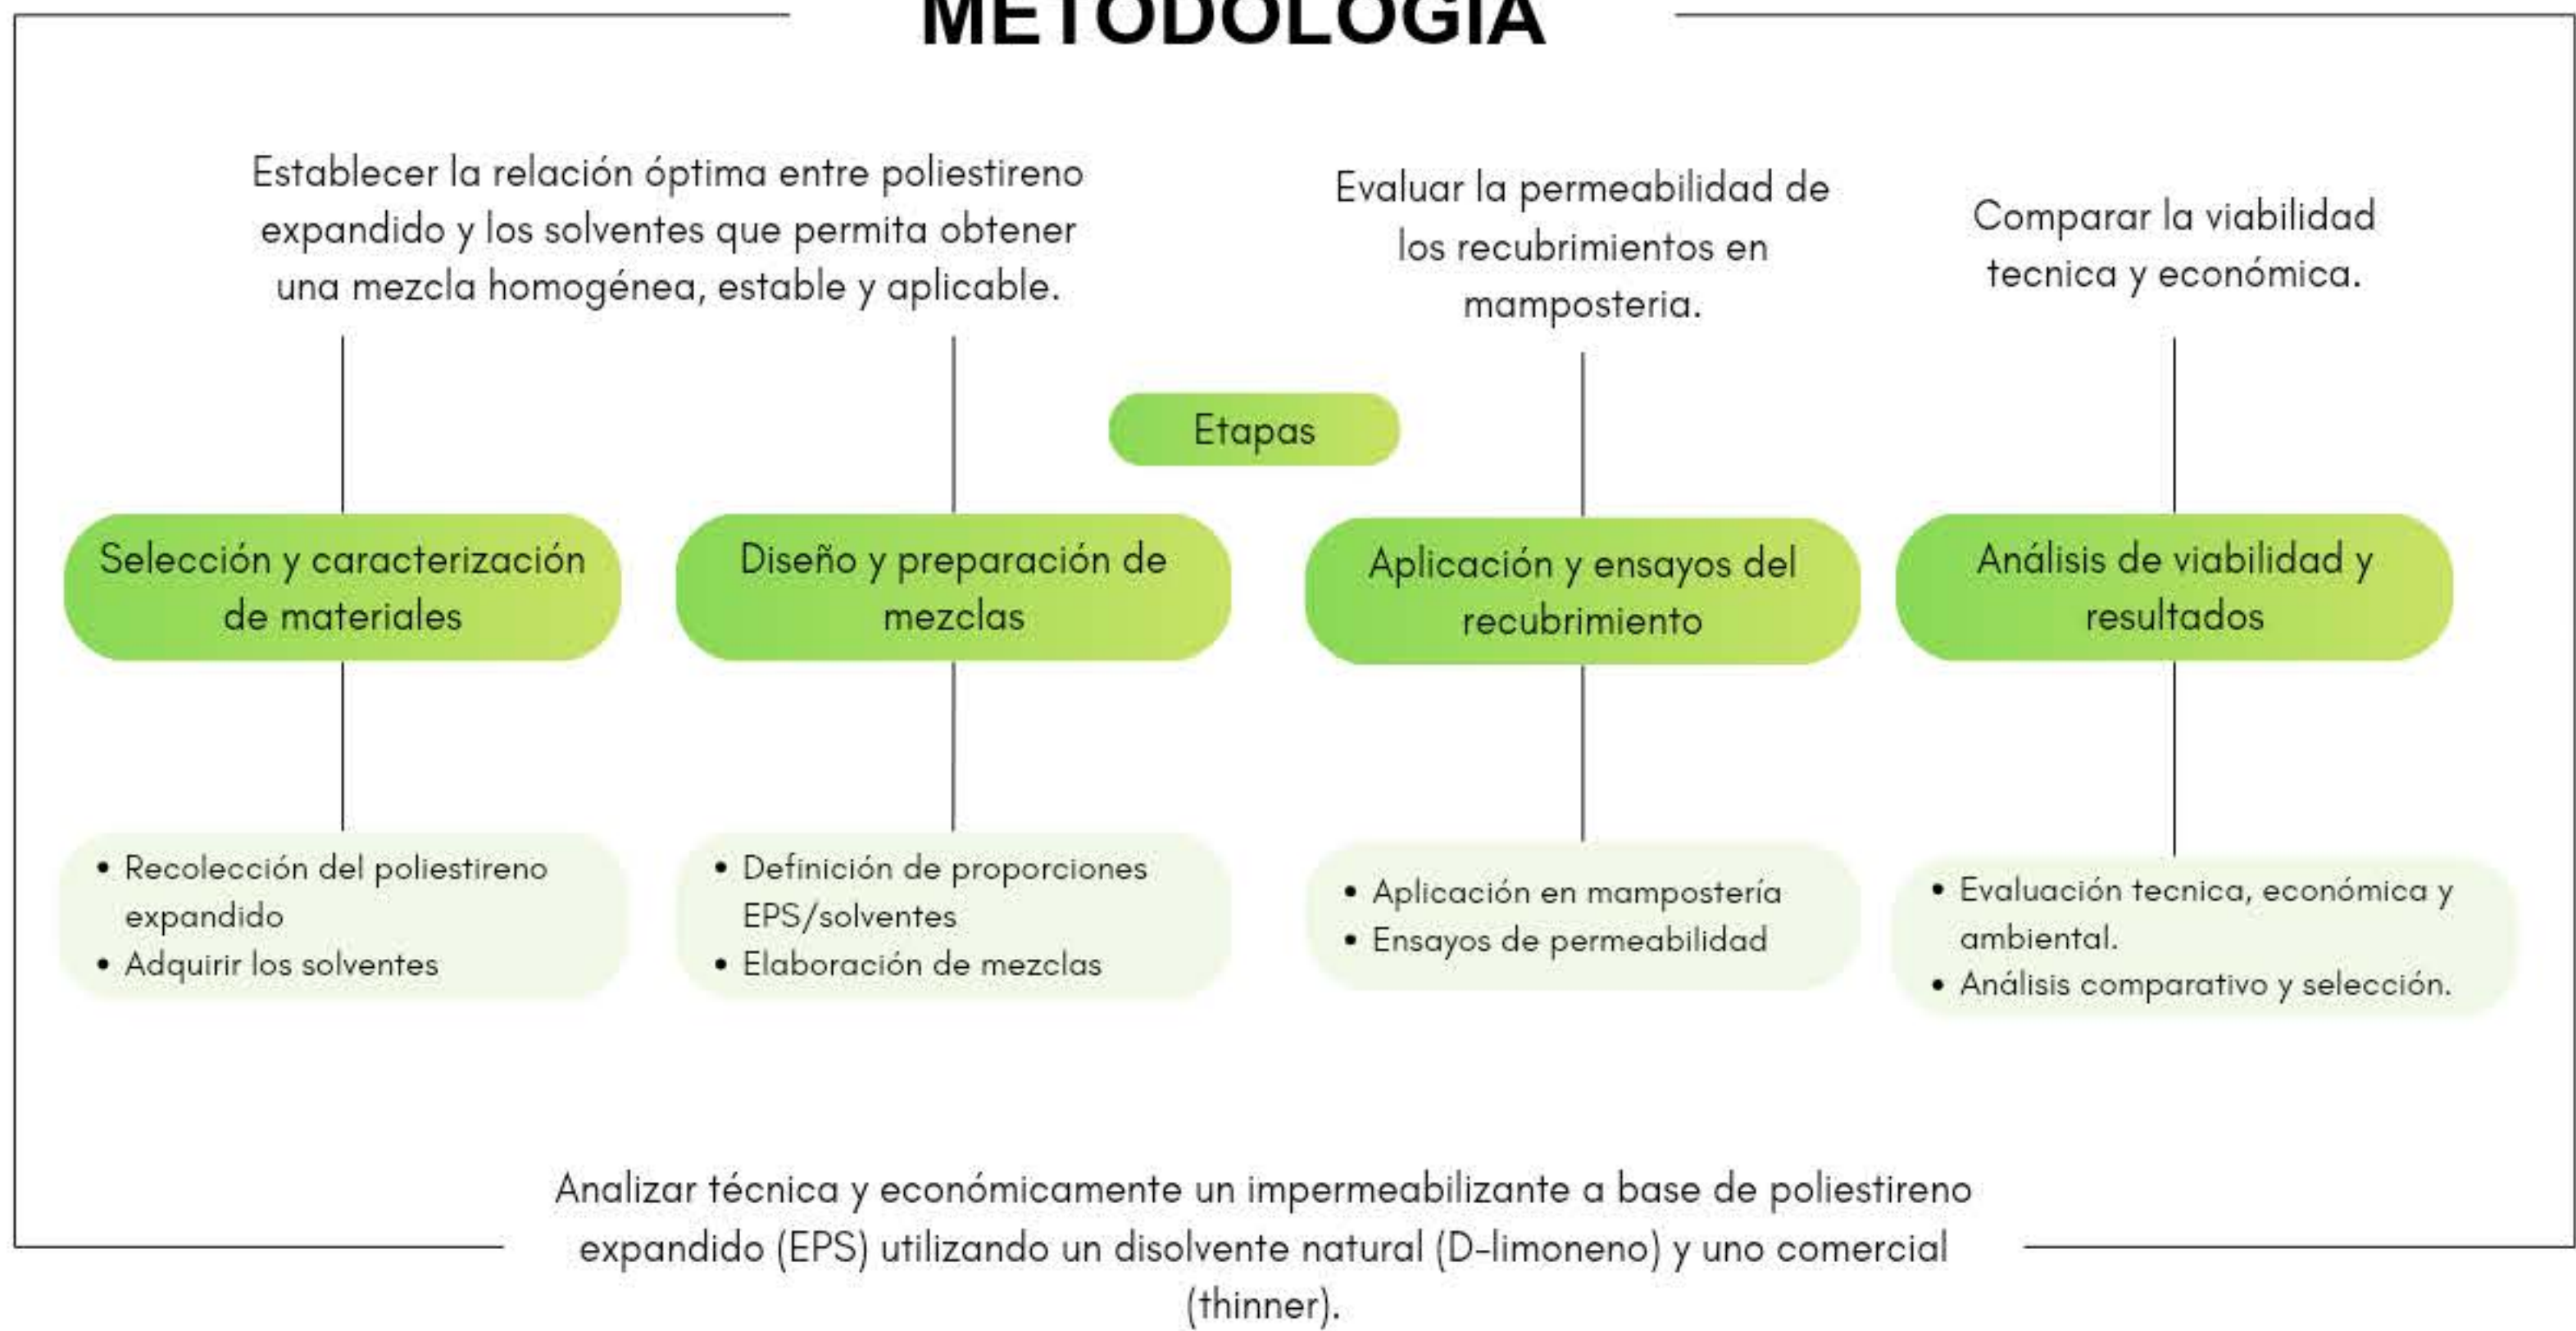 METODOLOGÍA
Establecer la relación óptima entre poliestireno
expandido y los solventes que permita obtener
una mezcla homogénea, estable y aplicable.
Evaluar la permeabilidad de
los recubrimientos en
mamposteria.
Comparar la viabilidad
tecnica y económica.
Etapas
Selección y caracterización
de materiales
Diseño y preparación de
mezclas
Aplicación y ensayos del
recubrimiento
Análisis de viabilidad y
resultados
• Recolección del poliestireno
expandido
• Adquirir los solventes
• Definición de proporciones
EPS/solventes
• Elaboración de mezclas
• Aplicación en mampostería
• Ensayos de permeabilidad
• Evaluación tecnica, económica y
ambiental.
• Análisis comparativo y selección.
Analizar técnica y económicamente un impermeabilizante a base de poliestireno
expandido (EPS) utilizando un disolvente natural (D-limoneno) y uno comercial
(thinner).